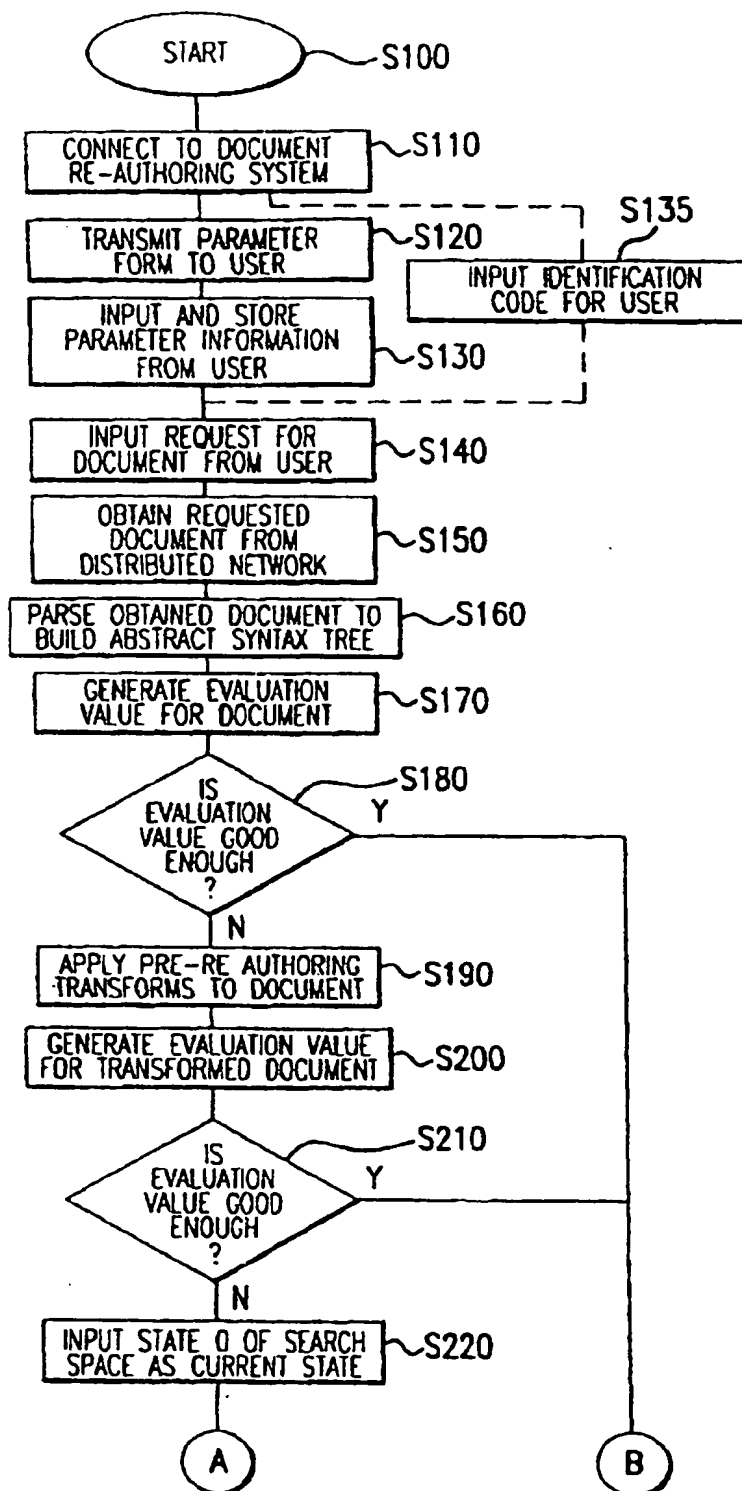 START
S100
CONNECT TO DOCUMENT
RE-AUTHORING SYSTEM
S110
TRANSMIT PARAMETER
FORM TO USER
S120
S135
INPUT IDENTIFICATION
CODE FOR USER
INPUT AND STORE
PARAMETER INFORMATION
FROM USER
S130
INPUT REQUEST FOR
DOCUMENT FROM USER
S140
OBTAIN REQUESTED
DOCUMENT FROM
DISTRIBUTED NETWORK
S150
PARSE OBTAINED DOCUMENT TO
BUILD ABSTRACT SYNTAX TREE
S160
GENERATE EVALUATION
VALUE FOR DOCUMENT
S170
IS
EVALUATION
VALUE GOOD
ENOUGH
?
S180
Y
N
APPLY PRE-RE AUTHORING
TRANSFORMS TO DOCUMENT
S190
GENERATE EVALUATION VALUE
FOR TRANSFORMED DOCUMENT
S200
IS
EVALUATION
VALUE GOOD
ENOUGH
?
S210
Y
N
INPUT STATE 0 OF SEARCH
SPACE AS CURRENT STATE
S220
A
B